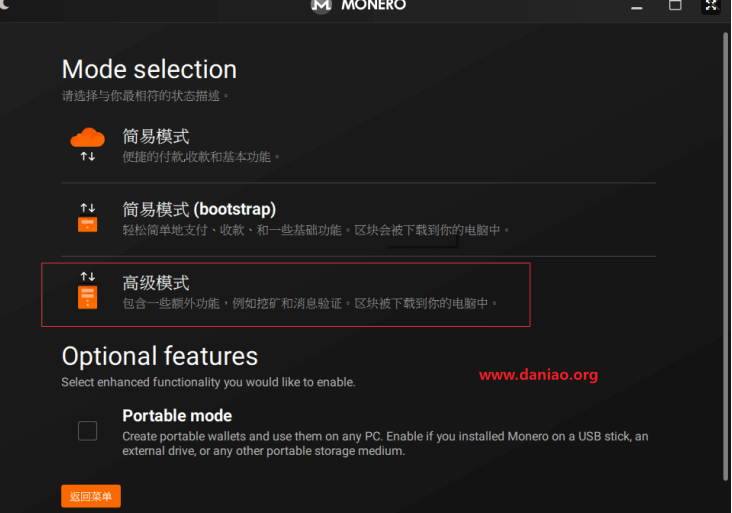 MONERO
Mode selection
请选择与你最相符的状态描述。
简易模式
便捷的付款,收款和基本功能。
简易模式 (bootstrap)
轻松简单地支付、收款、和一些基础功能。区块会被下载到你的电脑中。
高级模式
包含一些额外功能，例如挖矿和消息验证。区块被下载到你的电脑中。
Optional features
Select enhanced functionality you would like to enable.
www.daniao.org
Portable mode
Create portable wallets and use them on any PC. Enable if you installed Monero on a USB stick, an
external drive, or any other portable storage medium.
返回菜单